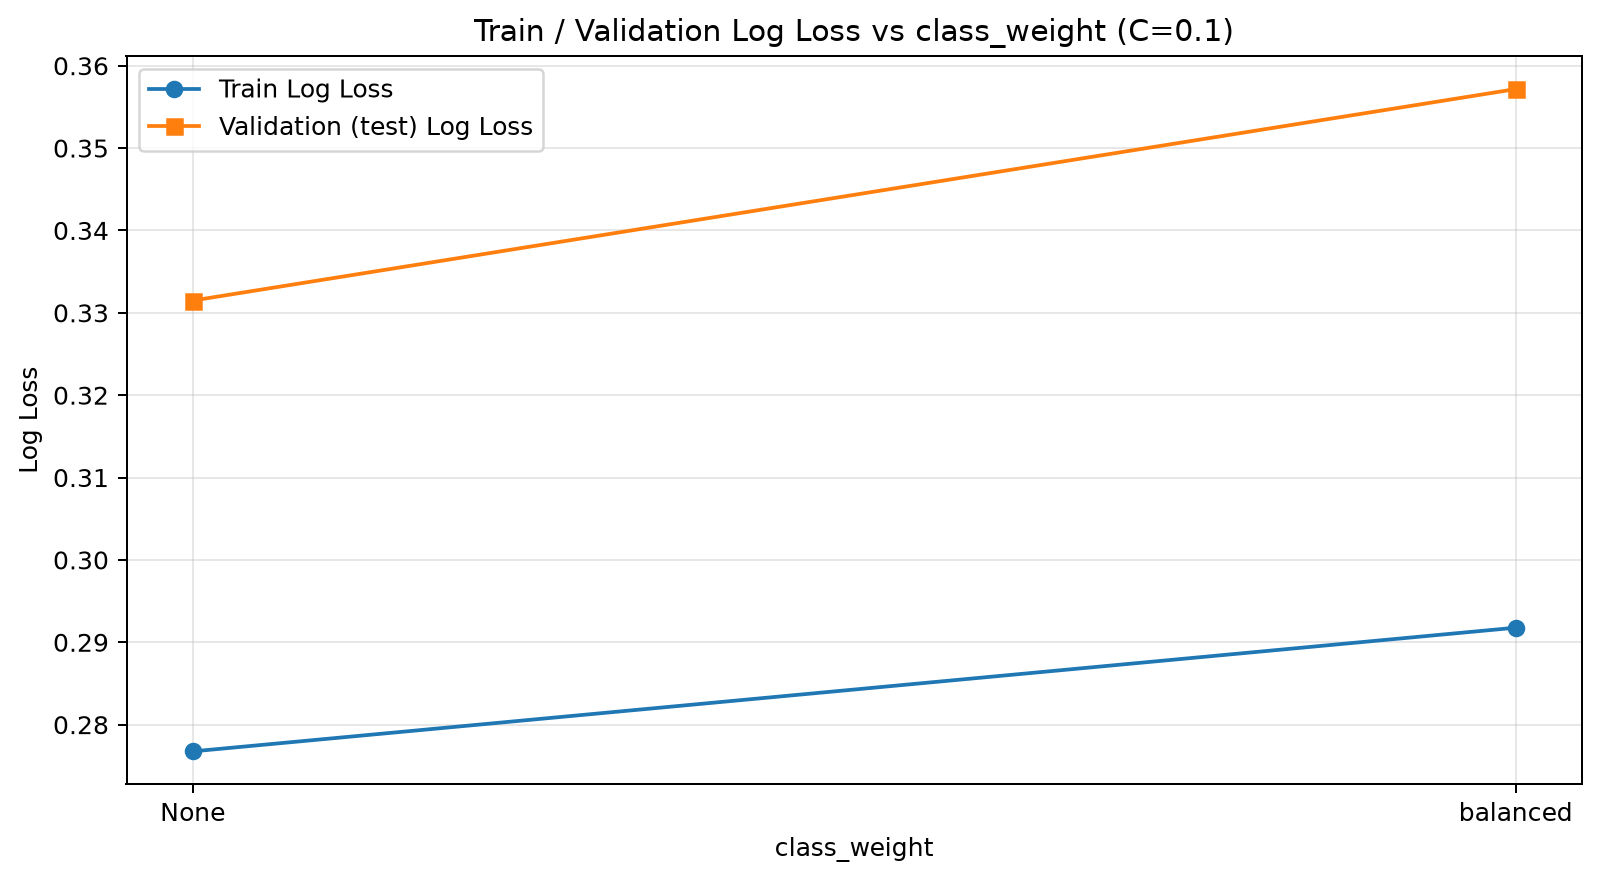 Train / Validation Log Loss vs class_weight (C=0.1)
Train Log Loss
Validation (test) Log Loss
Log Loss
0.36
0.35
0.34
0.33
0.32
0.31
0.30
0.29
0.28
None
balanced
class_weight